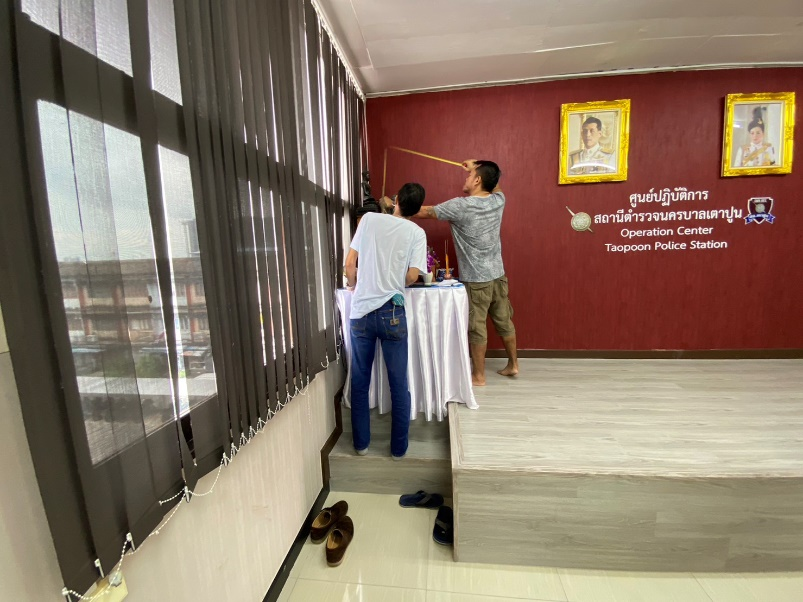 ศูนย์ปฏิบัติการ
สถานีตำรวจนครบาลเตาปูน
Operation Center
Taopoon Police Station